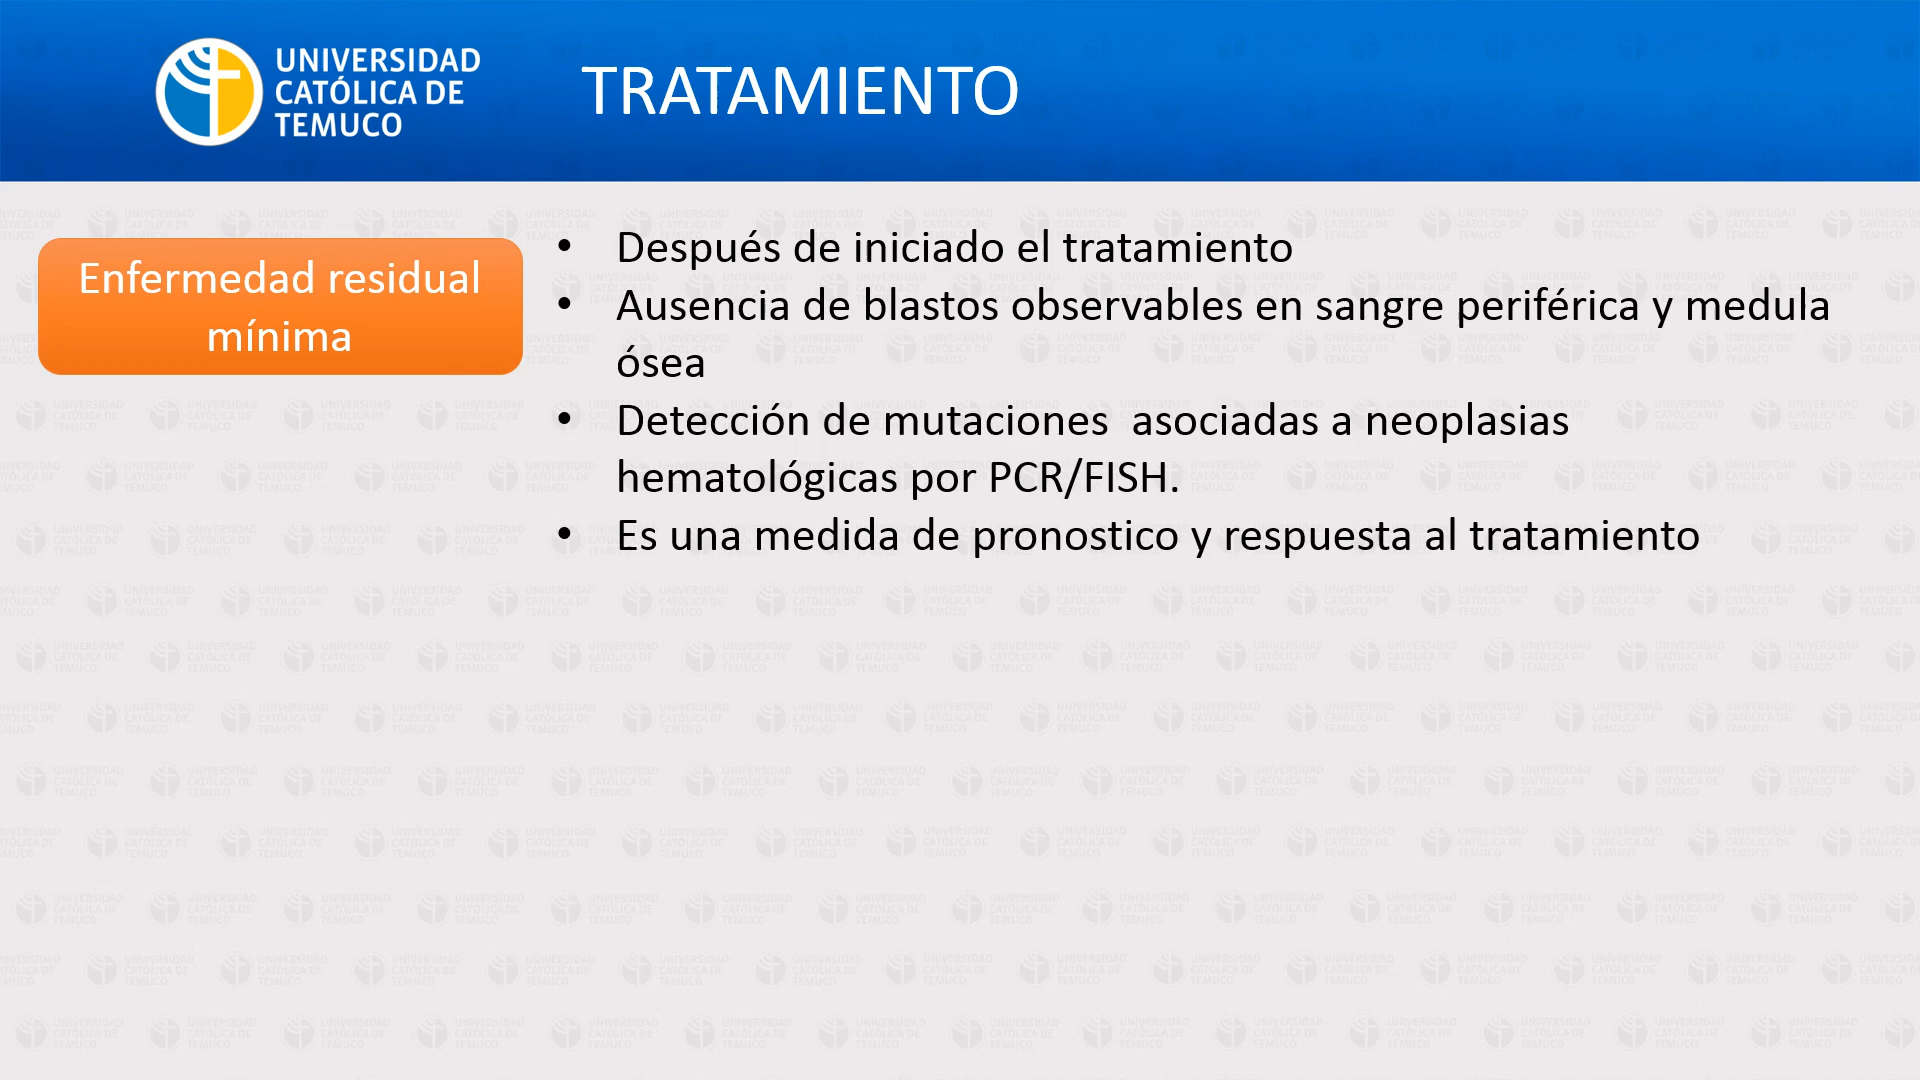 UNIVERSIDAD
CATÓLICA DE
TEMUCO
TRATAMIENTO
Enfermedad residual
mínima
• Después de iniciado el tratamiento
• Ausencia de blastos observables en sangre periférica y medula
ósea
• Detección de mutaciones  asociadas a neoplasias
hematológicas por PCR/FISH.
• Es una medida de pronostico y respuesta al tratamiento